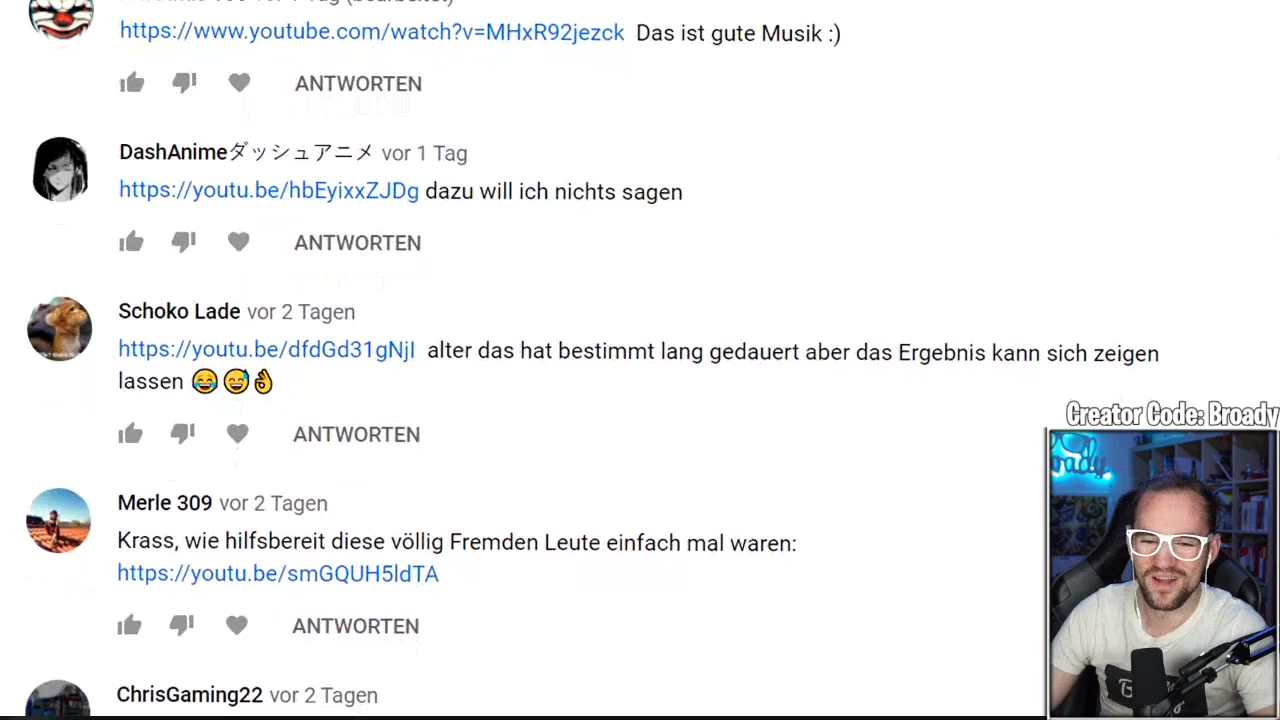 https://www.youtube.com/watch?v=MHxR92jezck Das ist gute Musik :)
ANTWORTEN
DashAnimeダッシュアニメ vor 1 Tag
https://youtu.be/hbEyixxZJDg dazu will ich nichts sagen
ANTWORTEN
Schoko Lade vor 2 Tagen
https://youtu.be/dfdGd31gNjI alter das hat bestimmt lang gedauert aber das Ergebnis kann sich zeigen
lassen 😂😅👌
ANTWORTEN
Creator Code: Broady
Merle 309 vor 2 Tagen
Krass, wie hilfsbereit diese völlig Fremden Leute einfach mal waren:
https://youtu.be/smGQUH5ldTA
ANTWORTEN
ChrisGaming22 vor 2 Tagen